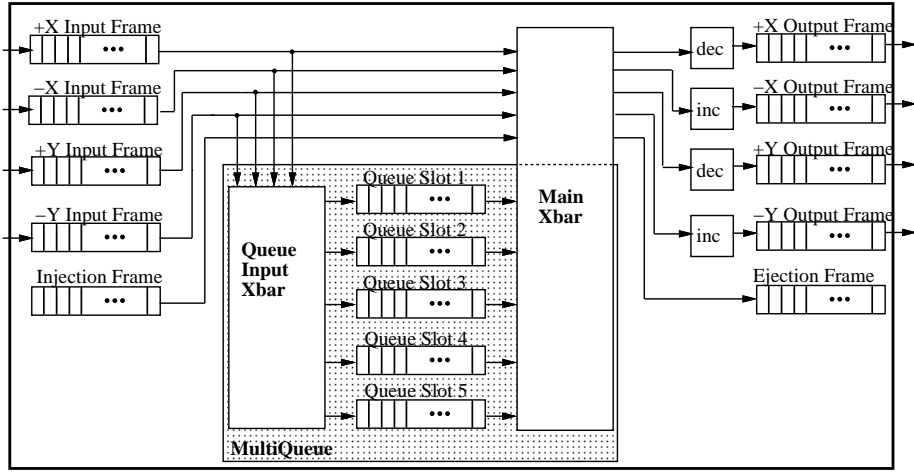 +X Input Frame
−X Input Frame
+Y Input Frame
−Y Input Frame
Injection Frame
Queue
Input
Xbar
Queue Slot 1
Queue Slot 2
Queue Slot 3
Queue Slot 4
Queue Slot 5
MultiQueue
Main
Xbar
dec
inc
dec
inc
+X Output Frame
−X Output Frame
+Y Output Frame
−Y Output Frame
Ejection Frame